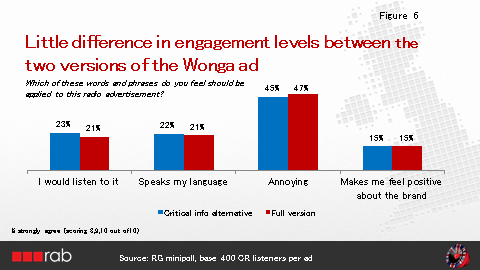 Figure 6
Little difference in engagement levels between the
two versions of the Wonga ad
Which of these words and phrases do you feel should be
applied to this radio advertisement?
45% 47%
23% 21% 22% 21%
15% 15%
I would listen to it Speaks my language Annoying Makes me feel positive
about the brand
Critical info alternative Full version
% strongly agree (scoring 8,9,10 out of 10)
rab Source: RG minipoll, base 400 CR listeners per ad